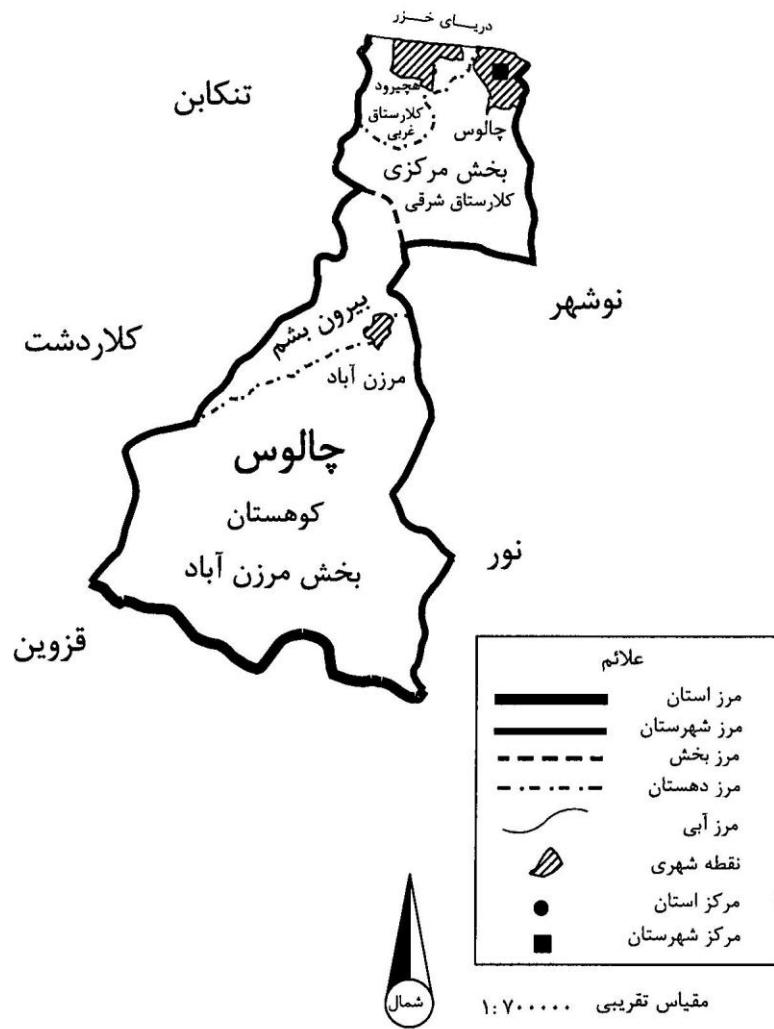 دریای خزر
تنکابن
هچیرود
کلارستاق
غربی
چالوس
بخش مرکزی
کلارستاق شرقی
نوشهر
بیرون بشم
کلاردشت
مرزن آباد
چالوس
کوهستان
نور
بخش مرزن آباد
قزوین
علائم
مرز استان
مرز شهرستان
مرز بخش
مرز دهستان
مرز آبی
نقطه شهری
مرکز استان
مرکز شهرستان
شمال
مقیاس تقریبی ۱:۷۰۰۰۰۰